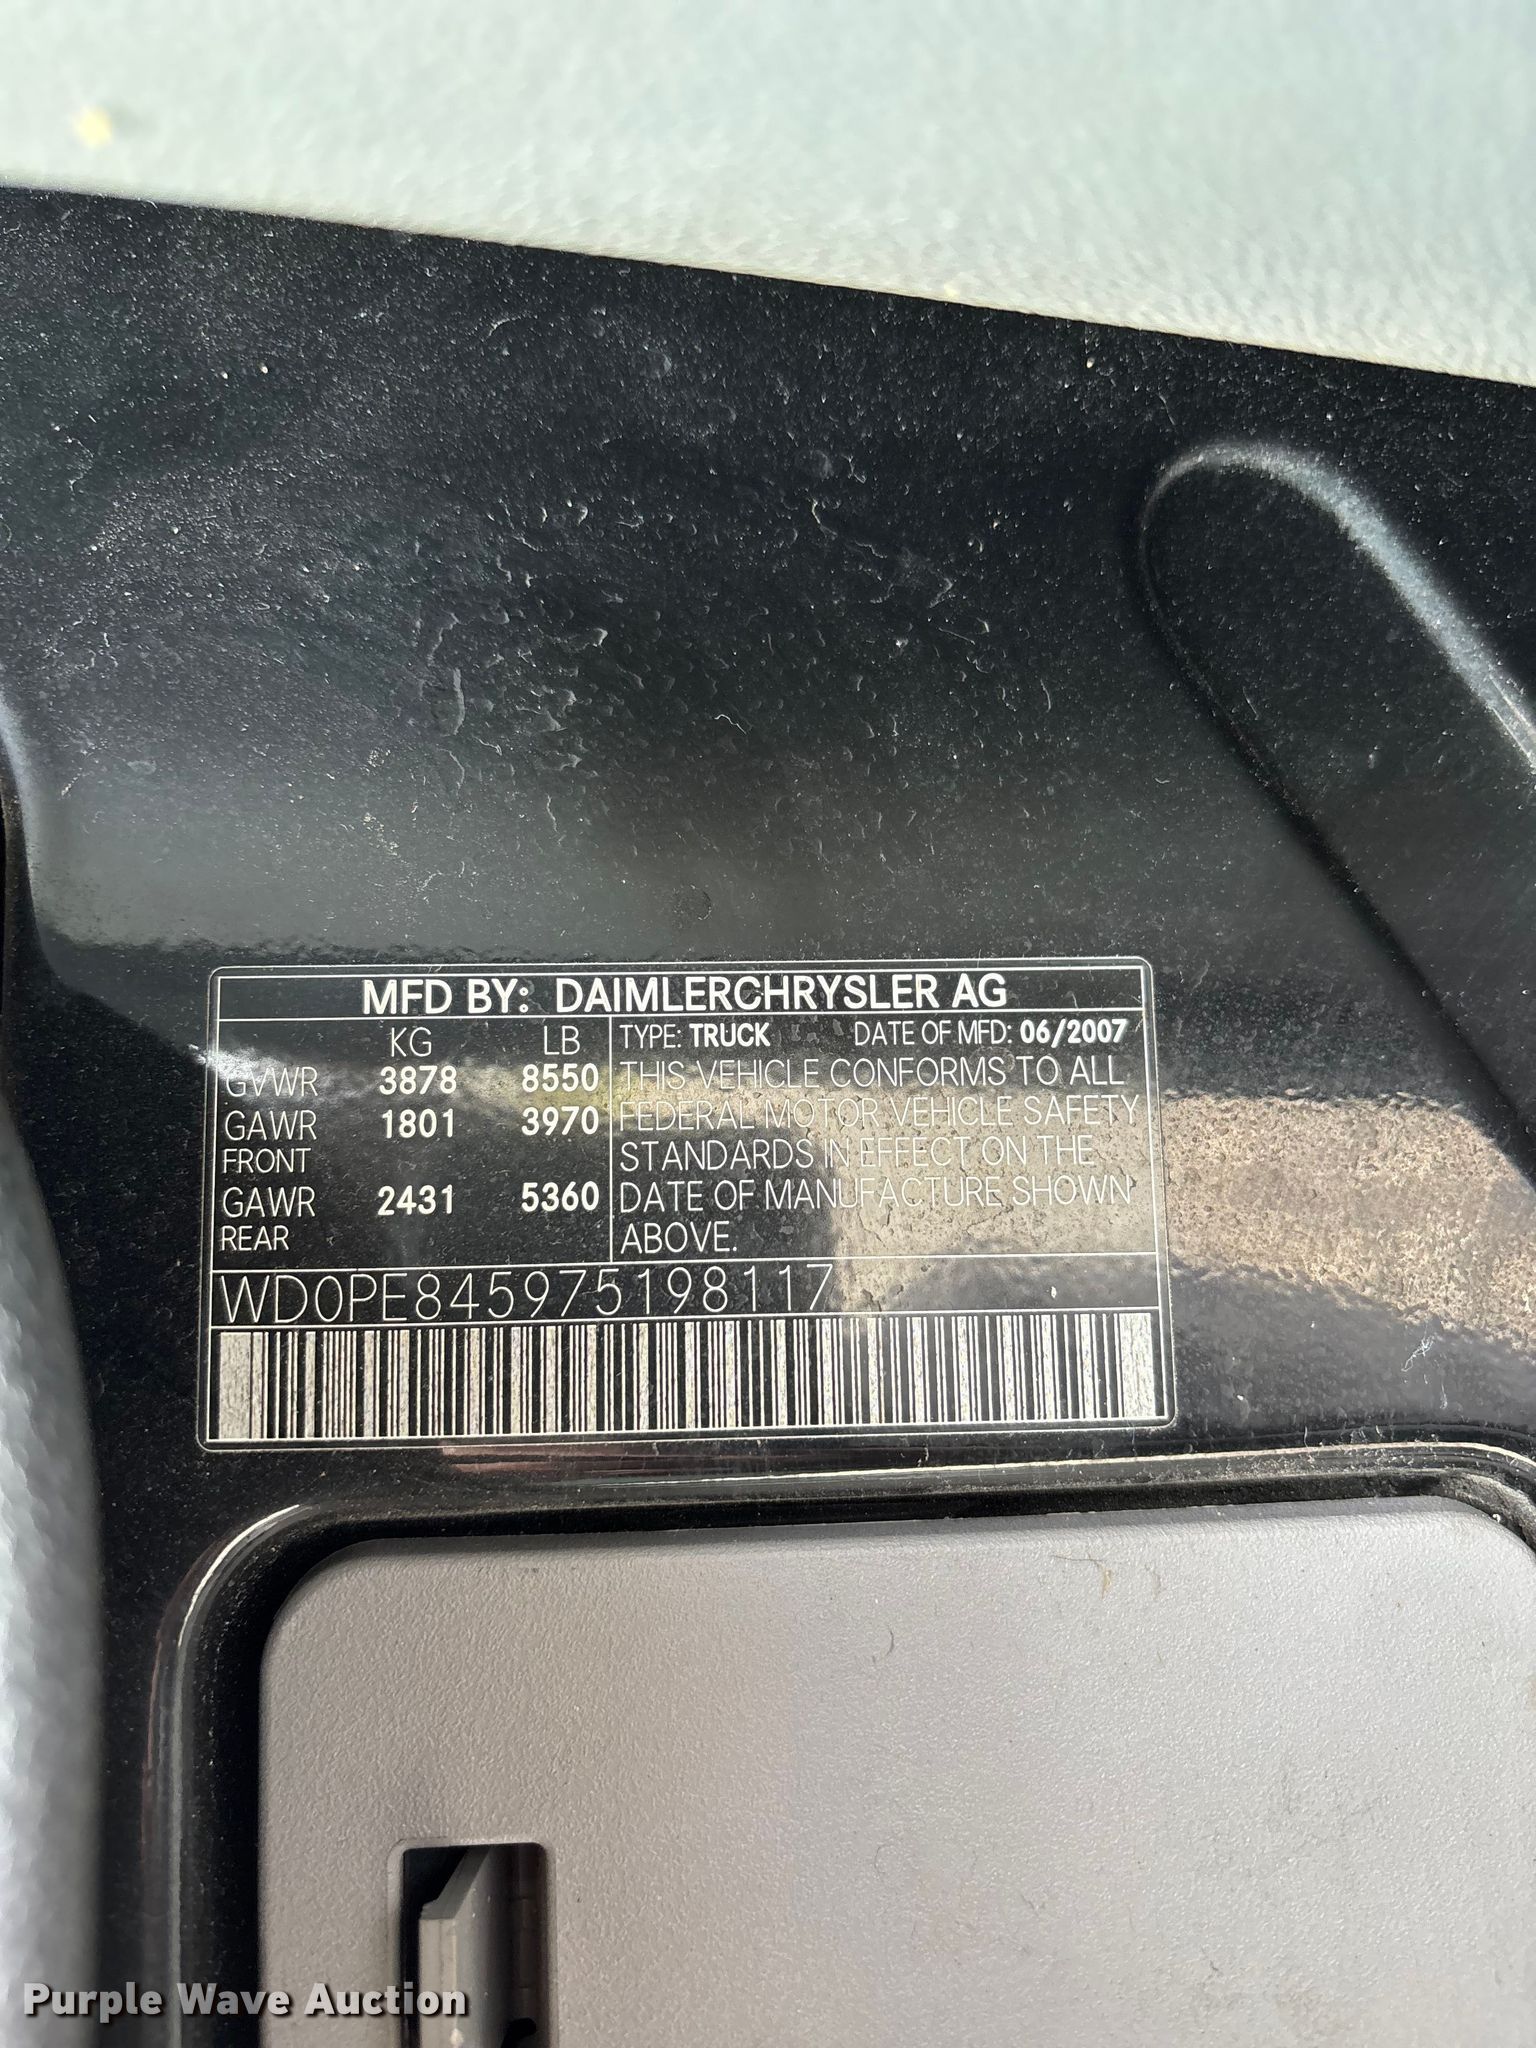 MFD BY: DAIMLERCHRYSLER AG
KG LB
GVWR 3878 8550
GAWR 1801 3970
FRONT
GAWR 2431 5360
REAR
TYPE: TRUCK DATE OF MFD: 06/2007
THIS VEHICLE CONFORMS TO ALL
FEDERAL MOTOR VEHICLE SAFETY
STANDARDS IN EFFECT ON THE
DATE OF MANUFACTURE SHOWN
ABOVE.
WD0PE845975198117
Purple Wave Auction